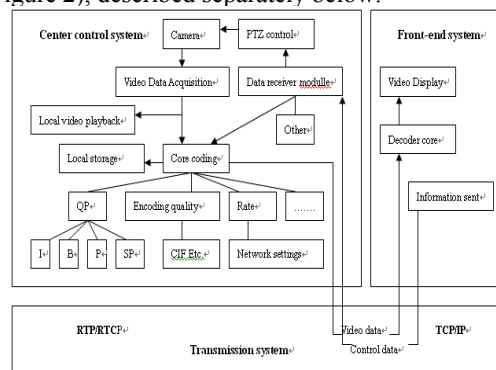 igure 2), described separately below.
Center control system
Camera
PTZ control
Front-end system
Video Data Acquisition
Data receiver modulle
Video Display
Local video playback
Other
Decoder core
Local storage
Core coding
Information sent
QP
Encoding quality
Rate
.......
I
B
P
SP
CIF Etc.
Network settings
RTP/RTCP
Video data
TCP/IP
Transmission system
Control data